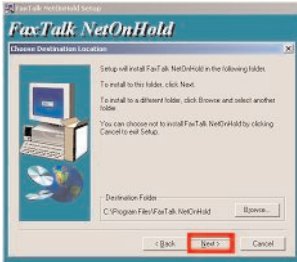 FaxTalk NetOnHold Setup
FaxTalk NetOnHold
Choose Destination Location
Setup will install FaxTalk NetOnHold in the following folder.
To install to this folder, click Next.
To install to a different folder, click Browse and select another
folder.
You can choose not to install FaxTalk NetOnHold by clicking
Cancel to exit Setup.
Destination Folder
C:\Program Files\FaxTalk NetOnHold
Browse...
< Back
Next >
Cancel